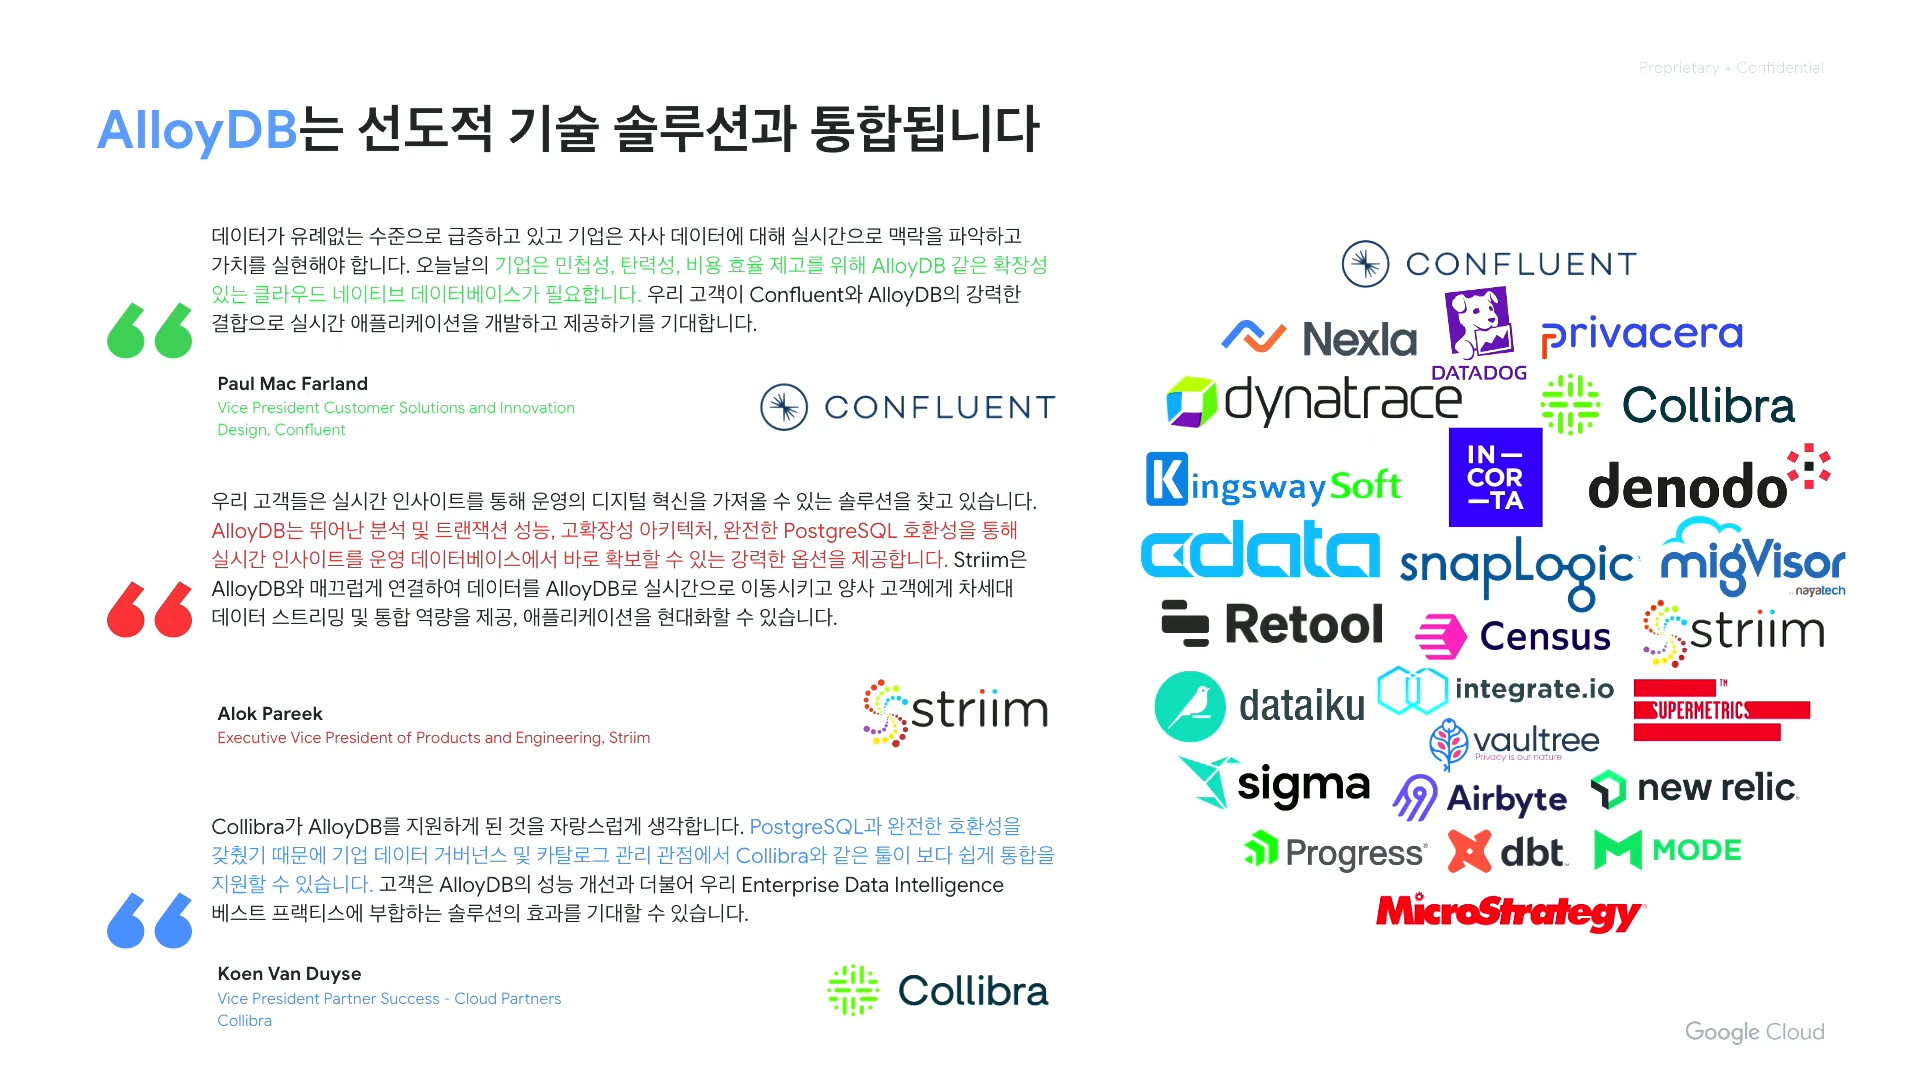 Proprietary + Confidential
AlloyDB는 선도적 기술 솔루션과 통합됩니다
데이터가 유례없는 수준으로 급증하고 있고 기업은 자사 데이터에 대해 실시간으로 맥락을 파악하고
가치를 실현해야 합니다. 오늘날의 기업은 민첩성, 탄력성, 비용 효율 제고를 위해 AlloyDB 같은 확장성
있는 클라우드 네이티브 데이터베이스가 필요합니다. 우리 고객이 Confluent와 AlloyDB의 강력한
결합으로 실시간 애플리케이션을 개발하고 제공하기를 기대합니다.
Paul Mac Farland
Vice President Customer Solutions and Innovation
Design, Confluent
CONFLUENT
우리 고객들은 실시간 인사이트를 통해 운영의 디지털 혁신을 가져올 수 있는 솔루션을 찾고 있습니다.
AlloyDB는 뛰어난 분석 및 트랜잭션 성능, 고확장성 아키텍처, 완전한 PostgreSQL 호환성을 통해
실시간 인사이트를 운영 데이터베이스에서 바로 확보할 수 있는 강력한 옵션을 제공합니다. Striim은
AlloyDB와 매끄럽게 연결하여 데이터를 AlloyDB로 실시간으로 이동시키고 양사 고객에게 차세대
데이터 스트리밍 및 통합 역량을 제공, 애플리케이션을 현대화할 수 있습니다.
Alok Pareek
Executive Vice President of Products and Engineering, Striim
striim
Collibra가 AlloyDB를 지원하게 된 것을 자랑스럽게 생각합니다. PostgreSQL과 완전한 호환성을
갖췄기 때문에 기업 데이터 거버넌스 및 카탈로그 관리 관점에서 Collibra와 같은 툴이 보다 쉽게 통합을
지원할 수 있습니다. 고객은 AlloyDB의 성능 개선과 더불어 우리 Enterprise Data Intelligence
베스트 프랙티스에 부합하는 솔루션의 효과를 기대할 수 있습니다.
Koen Van Duyse
Vice President Partner Success - Cloud Partners
Collibra
Collibra
CONFLUENT
Nexla
DATADOG
privacera
dynatrace
Collibra
KingswaySoft
IN—
COR
—TA
denodo
cdata
snapLogic
migVisor
by nayatech
Retool
Census
striim
dataiku
integrate.io
SUPERMETRICS™
vaultree
Privacy is our nature
sigma
Airbyte
new relic
Progress®
dbt
MODE
MicroStrategy
Google Cloud